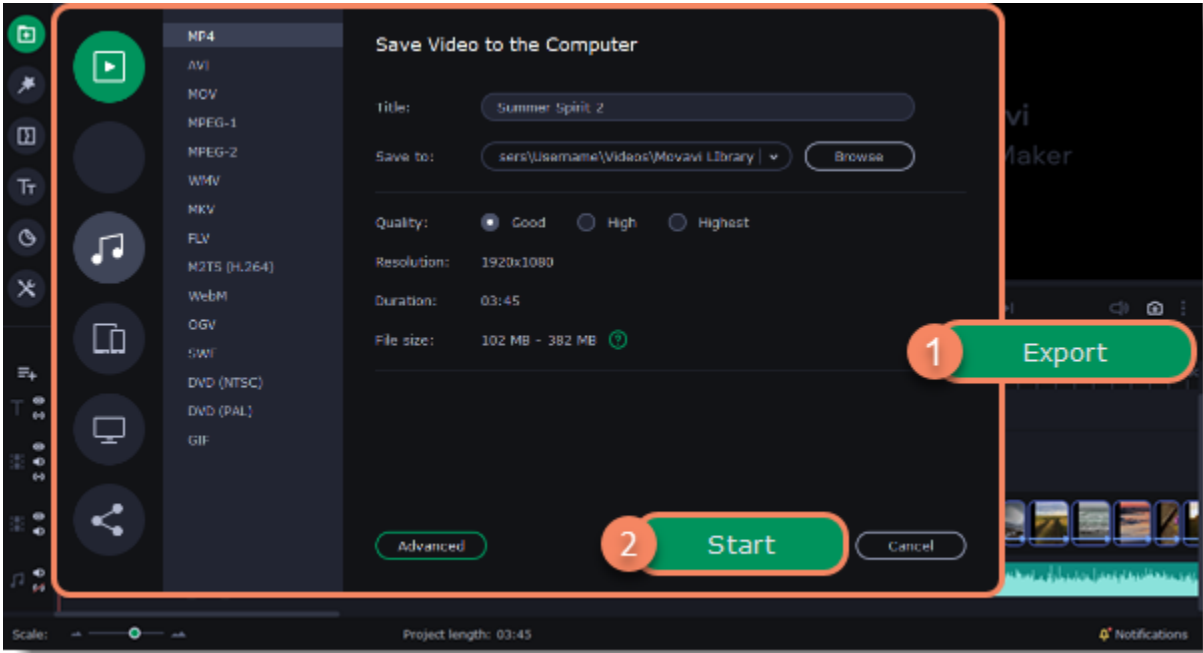 MP4
AVI
MOV
MPEG-1
MPEG-2
WMV
MKV
FLV
M2TS (H.264)
WebM
OGV
SWF
DVD (NTSC)
DVD (PAL)
GIF
Save Video to the Computer
Title: Summer Spirit 2
Save to: sers\Username\Videos\Movavi LIbrary Browse
Quality: Good High Highest
Resolution: 1920x1080
Duration: 03:45
File size: 102 MB - 382 MB ?
Advanced 2 Start Cancel
vi
Maker
1 Export
Scale: Project length: 03:45 Notifications